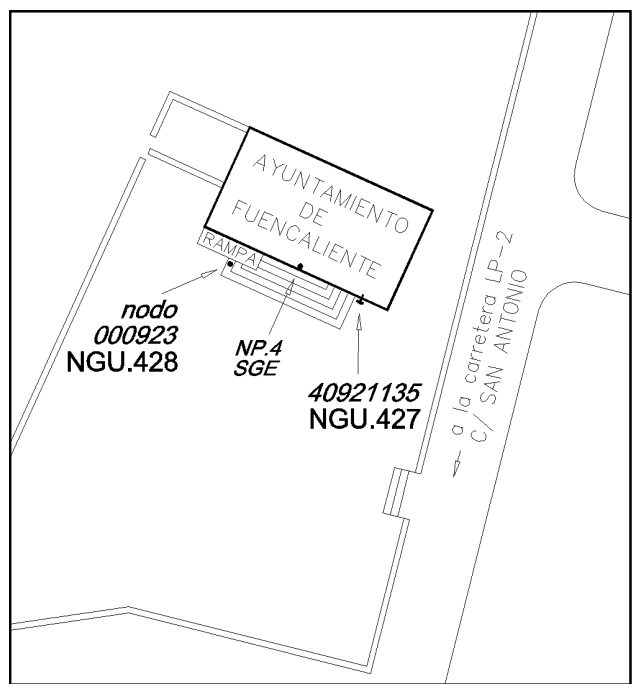 AYUNTAMIENTO
DE
FUENCALIENTE
RAMPA
nodo
000923
NGU.428
NP.4
SGE
40921135
NGU.427
a la carretera LP-2
C/ SAN ANTONIO